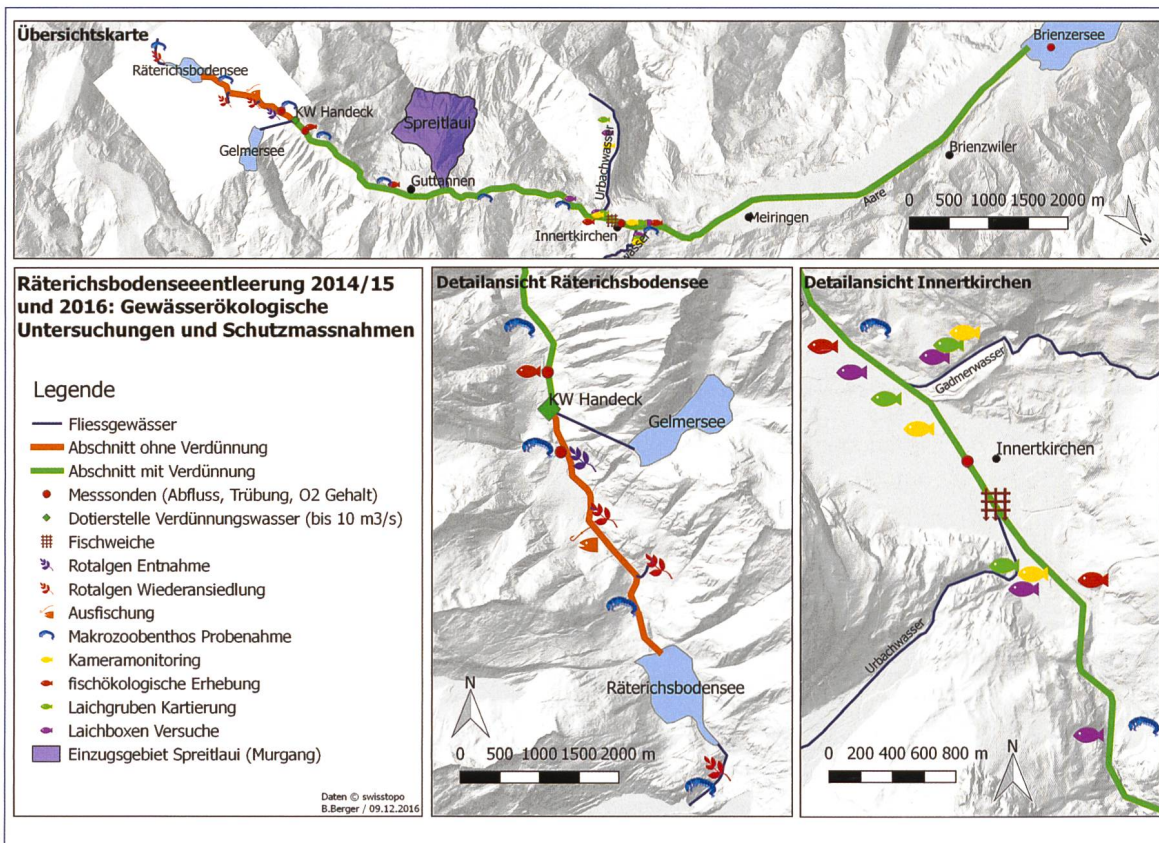 Übersichtskarte
Brienzersee
Räterichsbodensee
KW Handeck
Gelmersee
Spreitlaui
Guttannen
Urbachwasser
Innertkirchen
wasser
Meiringen
Aare
Brienzwiler
0 500 1000 1500 2000 m
N
Räterichsbodenseeentleerung 2014/15
und 2016: Gewässerökologische
Untersuchungen und Schutzmassnahmen
Legende
Fliessgewässer
Abschnitt ohne Verdünnung
Abschnitt mit Verdünnung
Messsonden (Abfluss, Trübung, O2 Gehalt)
Dotierstelle Verdünnungswasser (bis 10 m3/s)
Fischweiche
Rotalgen Entnahme
Rotalgen Wiederansiedlung
Ausfischung
Makrozoobenthos Probenahme
Kameramonitoring
fischökologische Erhebung
Laichgruben Kartierung
Laichboxen Versuche
Einzugsgebiet Spreitlaui (Murgang)
Daten © swisstopo
B.Berger / 09.12.2016
Detailansicht Räterichsbodensee
KW Handeck
Gelmersee
Räterichsbodensee
N
0 500 1000 1500 2000 m
Detailansicht Innertkirchen
Gadmerwasser
Innertkirchen
Urbachwasser
0 200 400 600 800 m
N